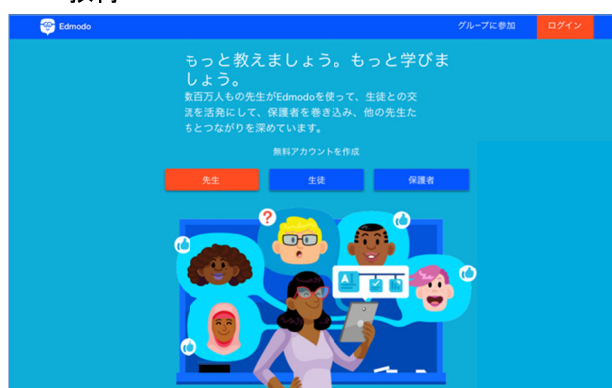 Edmodo
グループに参加
ログイン
もっと教えましょう。もっと学びま
しょう。
数百万人もの先生がEdmodoを使って、生徒との交
流を活発にして、保護者を巻き込み、他の先生た
ちとつながりを深めています。
無料アカウントを作成
先生
生徒
保護者
?
A